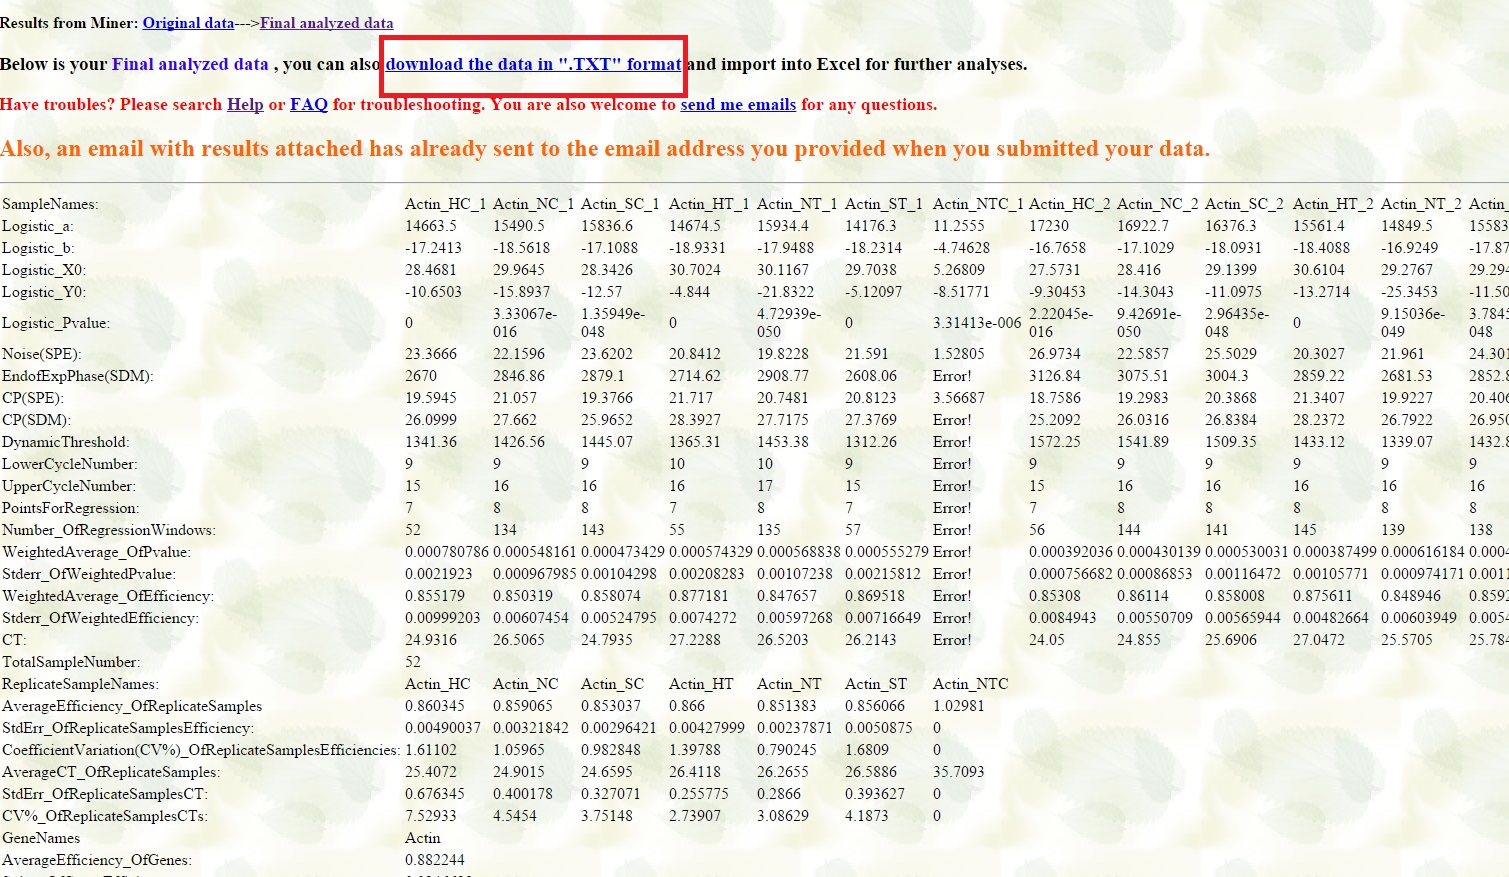 Results from Miner: Original data--->Final analyzed data
Below is your Final analyzed data , you can also download the data in ".TXT" format and import into Excel for further analyses.
Have troubles? Please search Help or FAQ for troubleshooting. You are also welcome to send me emails for any questions.
Also, an email with results attached has already sent to the email address you provided when you submitted your data.
SampleNames: Actin_HC_1 Actin_NC_1 Actin_SC_1 Actin_HT_1 Actin_NT_1 Actin_ST_1 Actin_NTC_1 Actin_HC_2 Actin_NC_2 Actin_SC_2 Actin_HT_2 Actin_NT_2 Actin_
Logistic_a: 14663.5 15490.5 15836.6 14674.5 15934.4 14176.3 11.2555 17230 16922.7 16376.3 15561.4 14849.5 15583
Logistic_b: -17.2413 -18.5618 -17.1088 -18.9331 -17.9488 -18.2314 -4.74628 -16.7658 -17.1029 -18.0931 -18.4088 -16.9249 -17.87
Logistic_X0: 28.4681 29.9645 28.3426 30.7024 30.1167 29.7038 5.26809 27.5731 28.416 29.1399 30.6104 29.2767 29.294
Logistic_Y0: -10.6503 -15.8937 -12.57 -4.844 -21.8322 -5.12097 -8.51771 -9.30453 -14.3043 -11.0975 -13.2714 -25.3453 -11.50
Logistic_Pvalue: 0 3.33067e-016 1.35949e-048 0 4.72939e-050 0 3.31413e-006 2.22045e-016 9.42691e-050 2.96435e-048 0 9.15036e-049 3.7845 048
Noise(SPE): 23.3666 22.1596 23.6202 20.8412 19.8228 21.591 1.52805 26.9734 22.5857 25.5029 20.3027 21.961 24.301
EndofExpPhase(SDM): 2670 2846.86 2879.1 2714.62 2908.77 2608.06 Error! 3126.84 3075.51 3004.3 2859.22 2681.53 2852.8
CP(SPE): 19.5945 21.057 19.3766 21.717 20.7481 20.8123 3.56687 18.7586 19.2983 20.3868 21.3407 19.9227 20.406
CP(SDM): 26.0999 27.662 25.9652 28.3927 27.7175 27.3769 Error! 25.2092 26.0316 26.8384 28.2372 26.7922 26.950
DynamicThreshold: 1341.36 1426.56 1445.07 1365.31 1453.38 1312.26 Error! 1572.25 1541.89 1509.35 1433.12 1339.07 1432.8
LowerCycleNumber: 9 9 9 10 10 9 Error! 9 9 9 9 9 9
UpperCycleNumber: 15 16 16 16 17 15 Error! 15 16 16 16 16 16
PointsForRegression: 7 8 8 7 8 7 Error! 7 8 8 8 8 8
Number_OfRegressionWindows: 52 134 143 55 135 57 Error! 56 144 141 145 139 138
WeightedAverage_OfPvalue: 0.000780786 0.000548161 0.000473429 0.000574329 0.000568838 0.000555279 Error! 0.000392036 0.000430139 0.000530031 0.000387499 0.000616184 0.0004
Stderr_OfWeightedPvalue: 0.0021923 0.000967985 0.00104298 0.00208283 0.00107238 0.00215812 Error! 0.000756682 0.00086853 0.00116472 0.00105771 0.000974171 0.0011
WeightedAverage_OfEfficiency: 0.855179 0.850319 0.858074 0.877181 0.847657 0.869518 Error! 0.85308 0.86114 0.858008 0.875611 0.848946 0.8592
Stderr_OfWeightedEfficiency: 0.00999203 0.00607454 0.00524795 0.0074272 0.00597268 0.00716649 Error! 0.0084943 0.00550709 0.00565944 0.00482664 0.00603949 0.0054
CT: 24.9316 26.5065 24.7935 27.2288 26.5203 26.2143 Error! 24.05 24.855 25.6906 27.0472 25.5705 25.784
TotalSampleNumber: 52
ReplicateSampleNames: Actin_HC Actin_NC Actin_SC Actin_HT Actin_NT Actin_ST Actin_NTC
AverageEfficiency_OfReplicateSamples 0.860345 0.859065 0.853037 0.866 0.851383 0.856066 1.02981
StdErr_OfReplicateSamplesEfficiency: 0.00490037 0.00321842 0.00296421 0.00427999 0.00237871 0.0050875 0
CoefficientVariation(CV%)_OfReplicateSamplesEfficiencies: 1.61102 1.05965 0.982848 1.39788 0.790245 1.6809 0
AverageCT_OfReplicateSamples: 25.4072 24.9015 24.6595 26.4118 26.2655 26.5886 35.7093
StdErr_OfReplicateSamplesCT: 0.676345 0.400178 0.327071 0.255775 0.2866 0.393627 0
CV%_OfReplicateSamplesCTs: 7.52933 4.5454 3.75148 2.73907 3.08629 4.1873 0
GeneNames Actin
AverageEfficiency_OfGenes: 0.882244